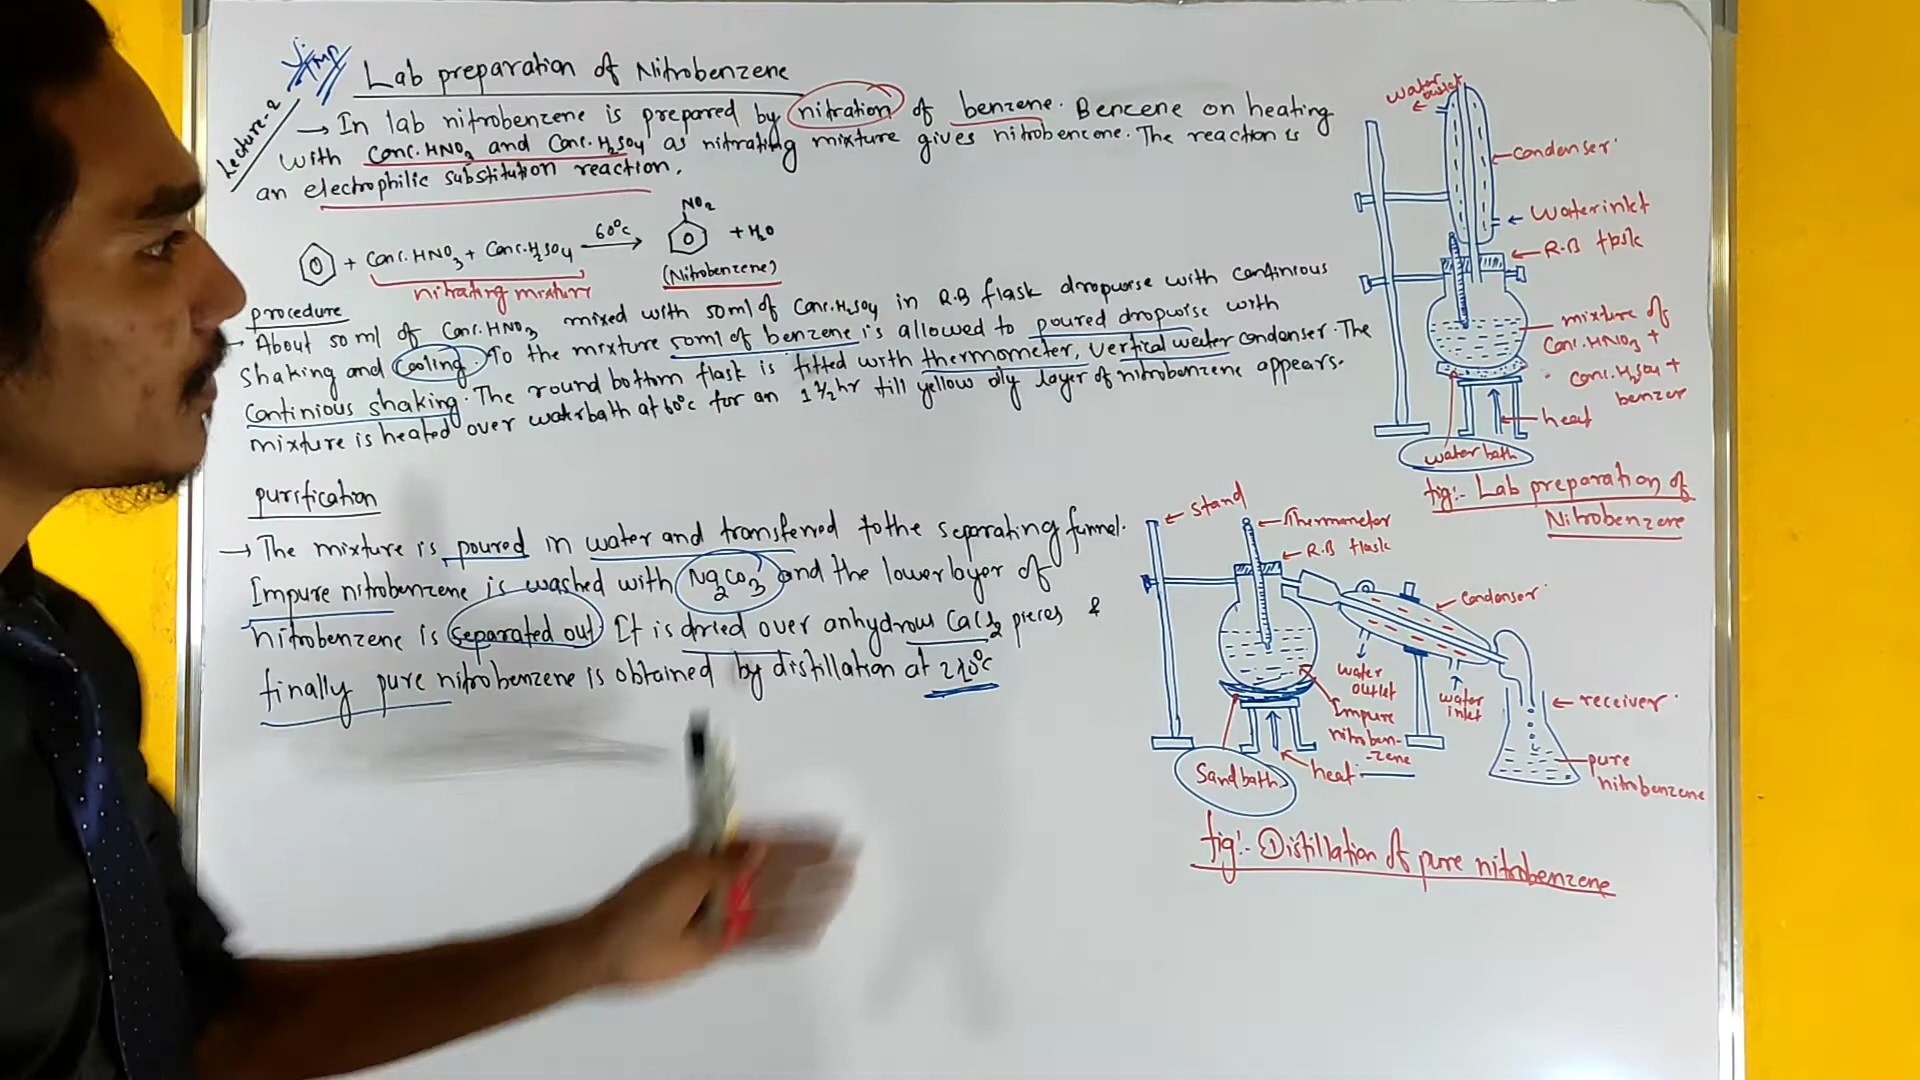 Imp
Lecture-2
Lab preparation of Nitrobenzene
→ In lab nitrobenzene is prepared by nitration of benzene. Bencene on heating
with Conc. HNO3 and Conc. H2SO4 as nitrating mixture gives nitrobencene. The reaction is
an electrophilic substitution reaction.
+ Conc. HNO3 + Conc. H2SO4 60°C → NO2 + H2O
nitrating mixture
(Nitrobenzene)
procedure
→ About 50 ml of Conc. HNO3 mixed with 50ml of Conc. H2SO4 in R.B flask dropwise with continious
shaking and cooling. To the mixture 50ml of benzene is allowed to poured dropwise with
continious shaking. The round bottom flask is fitted with thermometer, vertical water condenser. The
mixture is heated over waterbath at 60°c for an 1 1/2 hr till yellow oily layer of nitrobenzene appears.
purification
→ The mixture is poured in water and transferred to the separating funnel.
Impure nitrobenzene is washed with Na2CO3 and the lower layer of
nitrobenzene is separated out. It is dried over anhydrous CaCl2 pieces &
finally pure nitrobenzene is obtained by distillation at 210°C
water outlet
condenser
Water inlet
R.B flask
mixture of
Conc. HNO3 +
Conc. H2SO4 +
benzer
heat
water bath
fig:- Lab preparation of
Nitrobenzene
stand
Thermometer
R.B flask
condenser
water
outlet
water
inlet
Impure
nitroben-
-zene
receiver
pure
nitrobenzene
Sand bath
heat
fig:- ① Distillation of pure nitrobenzene